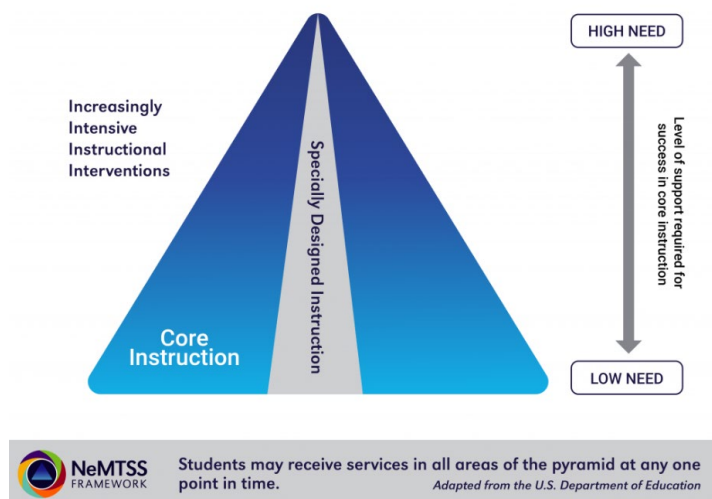 HIGH NEED
Increasingly
Intensive
Instructional
Interventions
Specially Designed Instruction
Level of support required for
success in core instruction
Core
Instruction
LOW NEED
NeMTSS
FRAMEWORK
Students may receive services in all areas of the pyramid at any one
point in time.
Adapted from the U.S. Department of Education